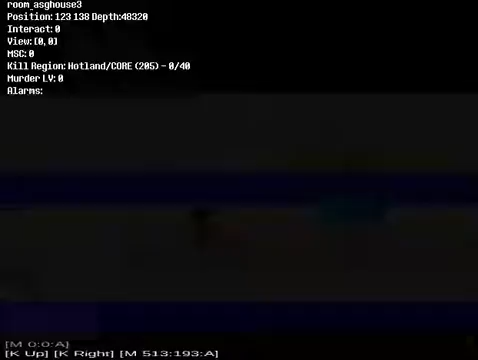 room_asghouse3
Position: 123 138 Depth:48320
Interact: 0
View: [0, 0]
MSC: 0
Kill Region: Hotland/CORE (205) - 0/40
Murder LV: 0
Alarms:
[M 0:0:A]
[K Up] [K Right] [M 513:193:A]